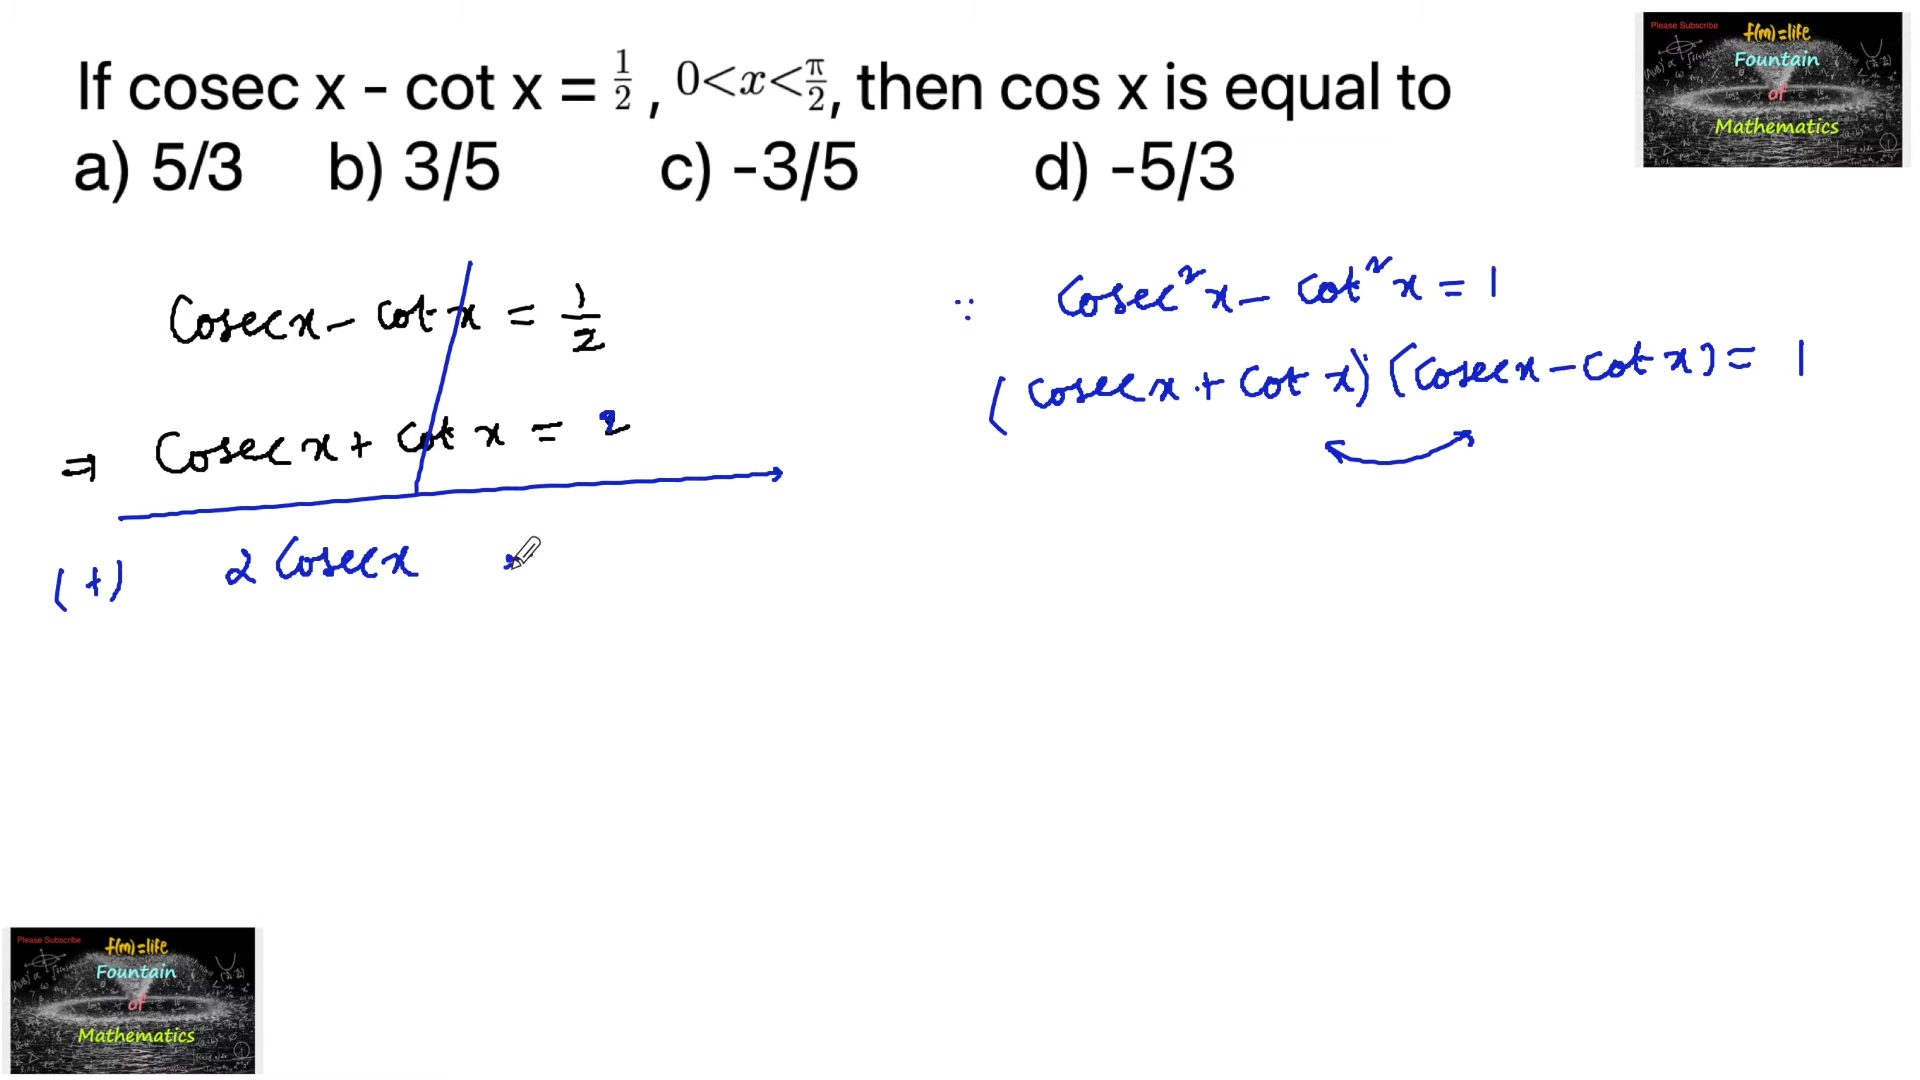 If cosec x - cot x = 1/2 , 0<x<π/2, then cos x is equal to
a) 5/3 b) 3/5 c) -3/5 d) -5/3
Please Subscribe
f(m)=life
Fountain
of
Mathematics
Cosec x - cot x = 1/2
⇒ Cosec x + cot x = 2
(+) 2 Cosec x
∵ Cosec²x - cot²x = 1
(Cosec x + cot x) (Cosec x - cot x) = 1
Please Subscribe
f(m)=life
Fountain
of
Mathematics